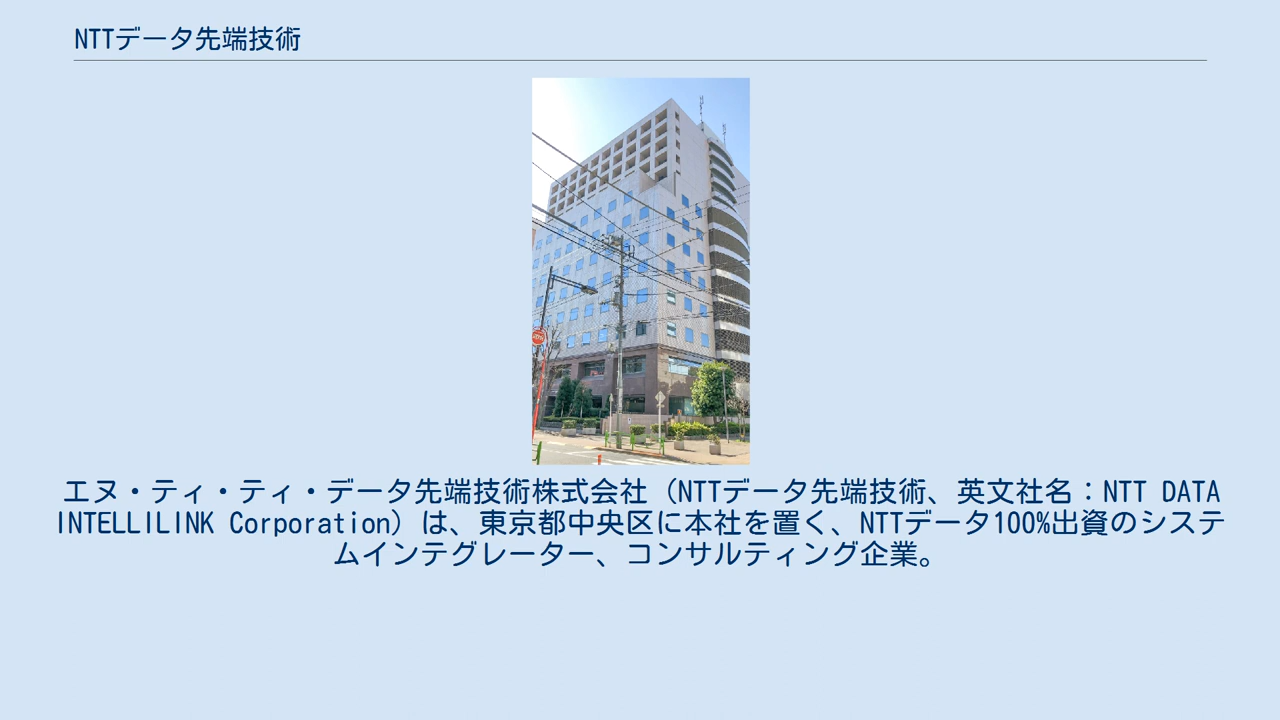 NTTデータ先端技術
エヌ・ティ・ティ・データ先端技術株式会社（NTTデータ先端技術、英文社名：NTT DATA
INTELLILINK Corporation）は、東京都中央区に本社を置く、NTTデータ100%出資のシステ
ムインテグレーター、コンサルティング企業。